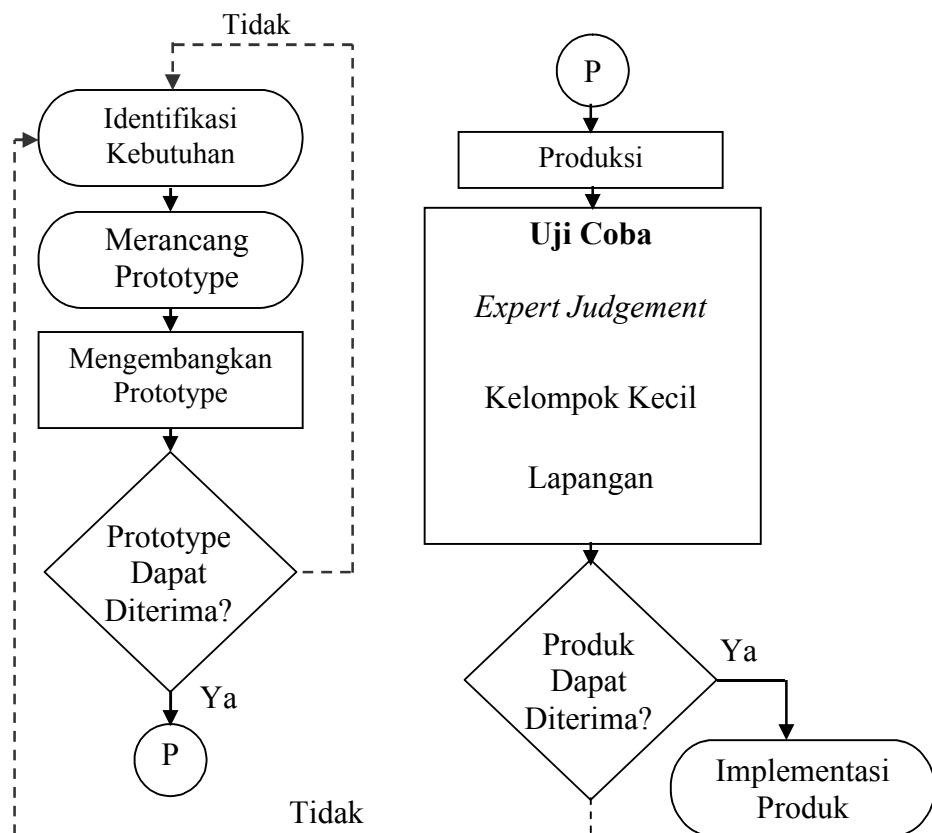 Tidak
Identifikasi
Kebutuhan
Merancang
Prototype
Mengembangkan
Prototype
Prototype
Dapat
Diterima?
Ya
P
P
Produksi
Uji Coba
Expert Judgement
Kelompok Kecil
Lapangan
Produk
Dapat
Diterima?
Ya
Implementasi
Produk
Tidak